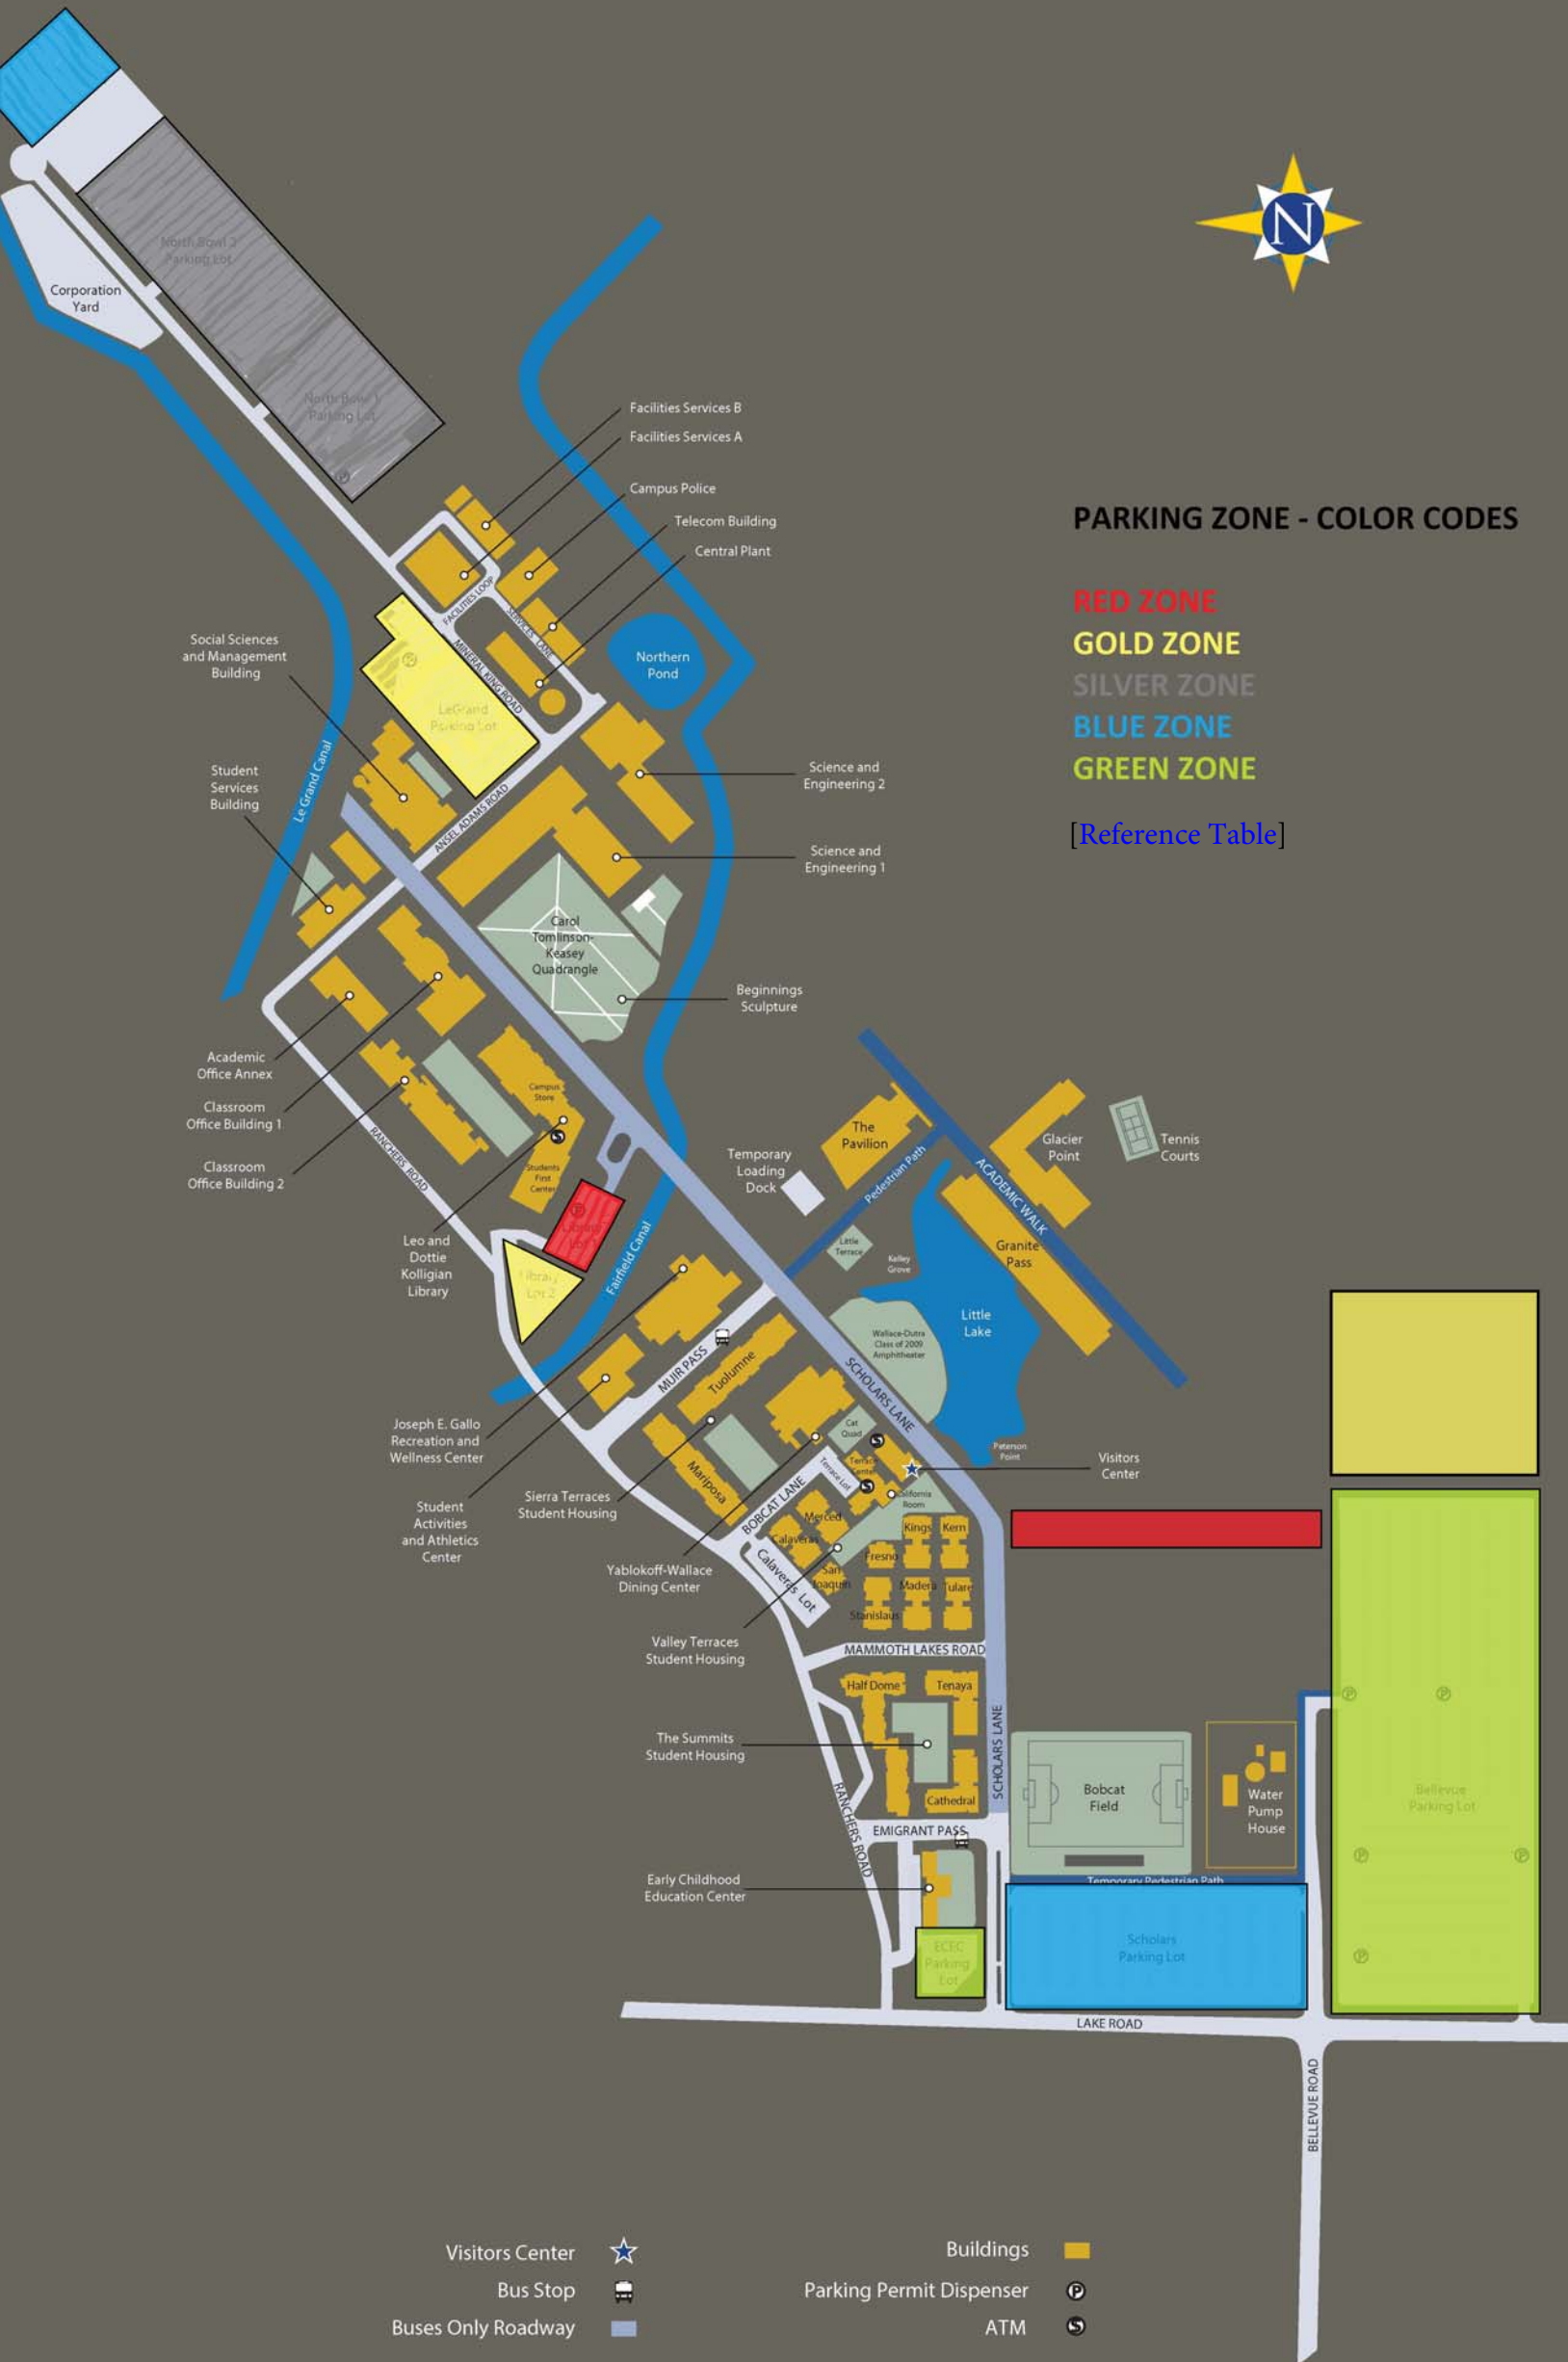 N
North Bowl 2
Parking Lot
Corporation
Yard
North Bowl 1
Parking Lot
Facilities Services B
Facilities Services A
Campus Police
Telecom Building
Central Plant
PARKING ZONE - COLOR CODES
RED ZONE
GOLD ZONE
SILVER ZONE
BLUE ZONE
GREEN ZONE
[Reference Table]
FACILITIES LOOP
SERVICES LANE
MINERAL KING ROAD
Social Sciences
and Management
Building
Northern
Pond
LeGrand
Parking Lot
Le Grand Canal
Student
Services
Building
ANSEL ADAMS ROAD
Science and
Engineering 2
Science and
Engineering 1
Carol
Tomlinson-
Keasey
Quadrangle
Beginnings
Sculpture
Academic
Office Annex
Classroom
Office Building 1
Classroom
Office Building 2
RANCHERS ROAD
Campus
Store
Students
First
Center
Leo and
Dottie
Kolligian
Library
Library
Lot 2
Fairfield Canal
The
Pavilion
Temporary
Loading
Dock
Pedestrian Path
ACADEMIC WALK
Glacier
Point
Tennis
Courts
Granite
Pass
Little
Terrace
Kelley
Grove
Little
Lake
Wallace-Dutra
Class of 2009
Amphitheater
SCHOLARS LANE
MUIR PASS
Tuolumne
Mariposa
Joseph E. Gallo
Recreation and
Wellness Center
Student
Activities
and Athletics
Center
Sierra Terraces
Student Housing
Yablokoff-Wallace
Dining Center
Cat
Quad
Terrace
Center
Terrace Lot
Peterson
Point
Visitors
Center
California
Room
BOBCAT LANE
Merced
Calaveras
Calaveras Lot
San
Joaquin
Kings
Kern
Fresno
Madera
Tulare
Stanislaus
Valley Terraces
Student Housing
MAMMOTH LAKES ROAD
Half Dome
Tenaya
The Summits
Student Housing
Cathedral
SCHOLARS LANE
RANCHERS ROAD
EMIGRANT PASS
Bobcat
Field
Water
Pump
House
Bellevue
Parking Lot
Temporary Pedestrian Path
Early Childhood
Education Center
ECEC
Parking
Lot
Scholars
Parking Lot
LAKE ROAD
BELLEVUE ROAD
Visitors Center
Bus Stop
Buses Only Roadway
Buildings
Parking Permit Dispenser
ATM